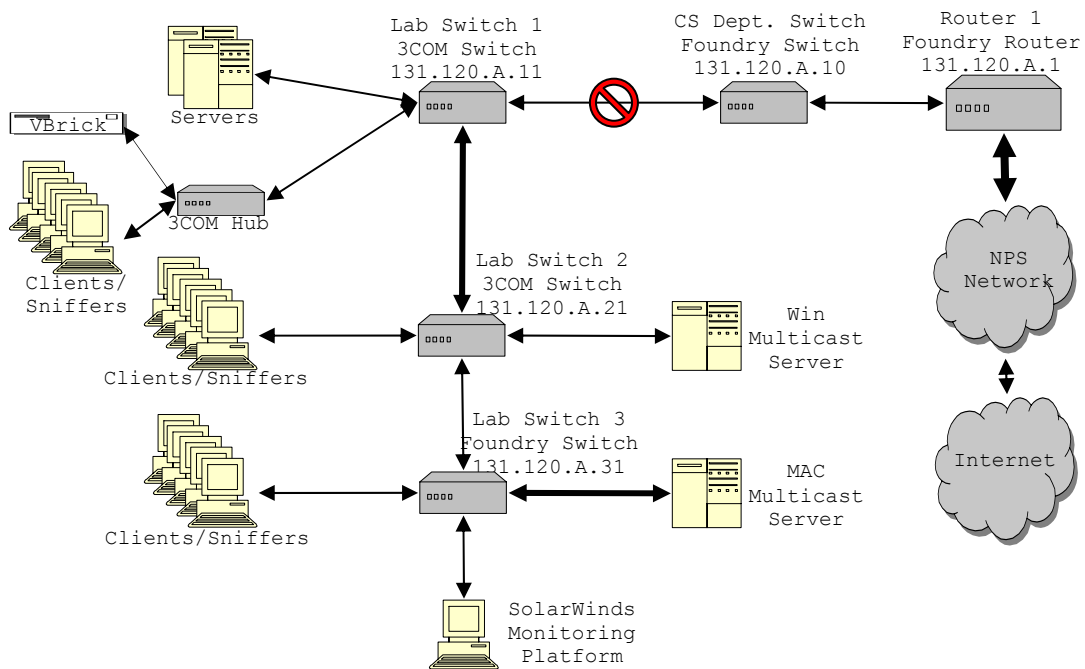 Lab Switch 1
3COM Switch
131.120.A.11
CS Dept. Switch
Foundry Switch
131.120.A.10
Router 1
Foundry Router
131.120.A.1
Servers
VBrick
3COM Hub
Clients/
Sniffers
Lab Switch 2
3COM Switch
131.120.A.21
NPS
Network
Win
Multicast
Server
Clients/Sniffers
Lab Switch 3
Foundry Switch
131.120.A.31
Internet
MAC
Multicast
Server
Clients/Sniffers
SolarWinds
Monitoring
Platform